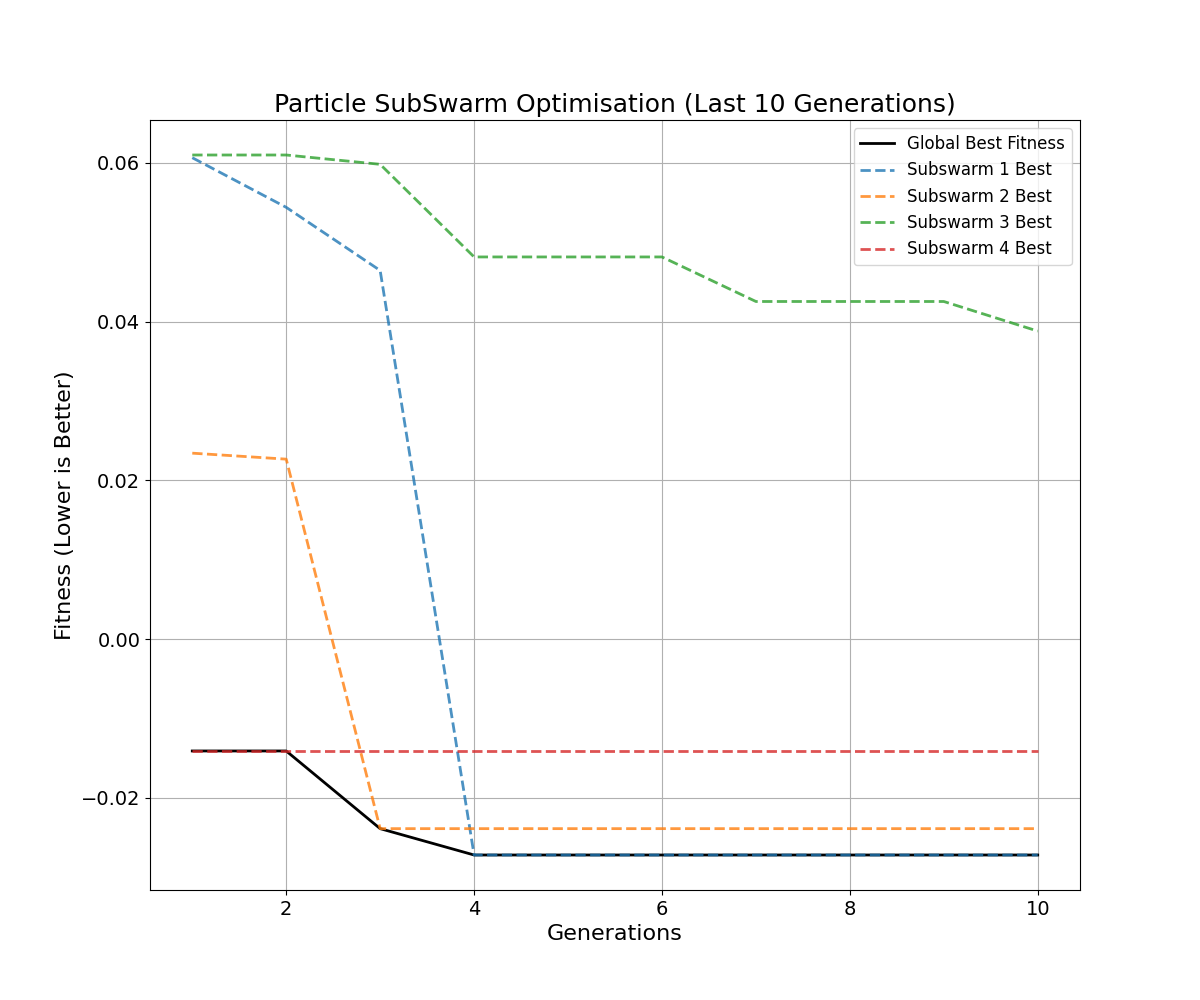 Particle SubSwarm Optimisation (Last 10 Generations)
Global Best Fitness
Subswarm 1 Best
Subswarm 2 Best
Subswarm 3 Best
Subswarm 4 Best
Fitness (Lower is Better)
0.06
0.04
0.02
0.00
−0.02
2 4 6 8 10
Generations